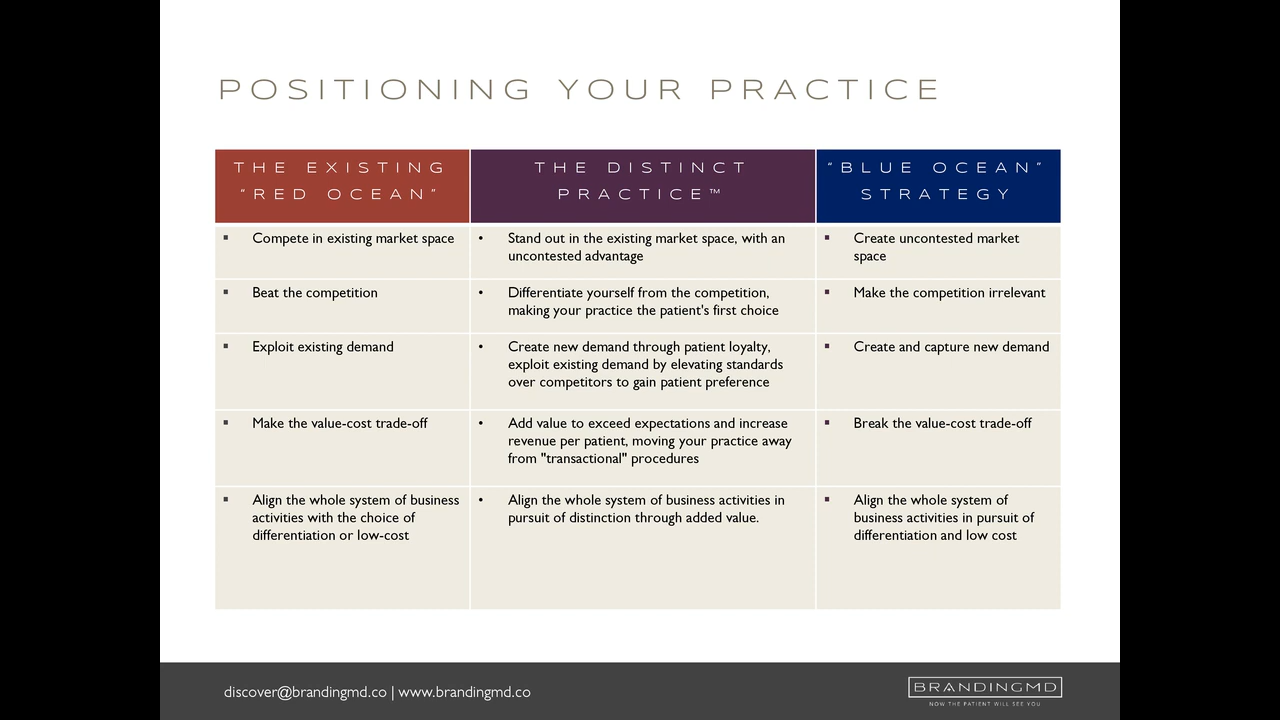 POSITIONING YOUR PRACTICE
THE EXISTING
"RED OCEAN"
THE DISTINCT
PRACTICE™
"BLUE OCEAN"
STRATEGY
▪ Compete in existing market space
• Stand out in the existing market space, with an
uncontested advantage
▪ Create uncontested market
space
▪ Beat the competition
• Differentiate yourself from the competition,
making your practice the patient's first choice
▪ Make the competition irrelevant
▪ Exploit existing demand
• Create new demand through patient loyalty,
exploit existing demand by elevating standards
over competitors to gain patient preference
▪ Create and capture new demand
▪ Make the value-cost trade-off
• Add value to exceed expectations and increase
revenue per patient, moving your practice away
from "transactional" procedures
▪ Break the value-cost trade-off
▪ Align the whole system of business
activities with the choice of
differentiation or low-cost
• Align the whole system of business activities in
pursuit of distinction through added value.
▪ Align the whole system of
business activities in pursuit of
differentiation and low cost
discover@brandingmd.co | www.brandingmd.co
BRANDINGMD
NOW THE PATIENT WILL SEE YOU